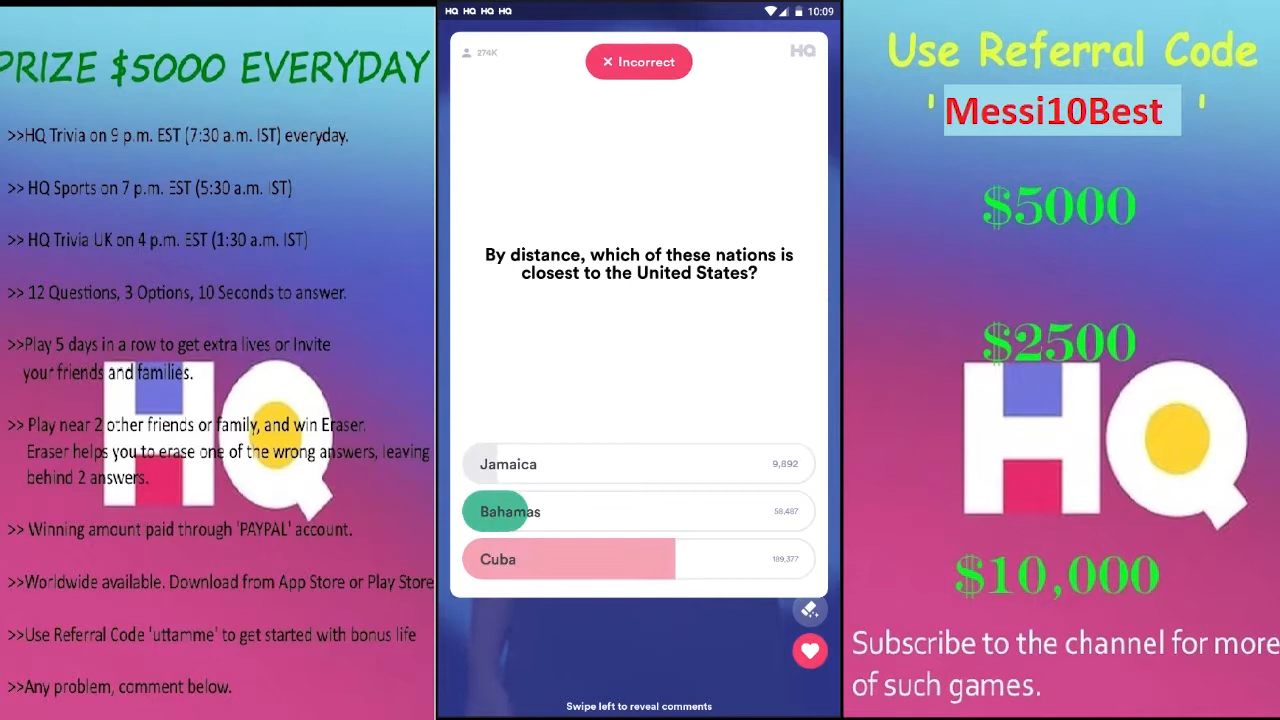 PRIZE $5000 EVERYDAY
>>HQ Trivia on 9 p.m. EST (7:30 a.m. IST) everyday.
>> HQ Sports on 7 p.m. EST (5:30 a.m. IST)
>> HQ Trivia UK on 4 p.m. EST (1:30 a.m. IST)
>> 12 Questions, 3 Options, 10 Seconds to answer.
>>Play 5 days in a row to get extra lives or Invite
your friends and families.
>> Play near 2 other friends or family, and win Eraser.
Eraser helps you to erase one of the wrong answers, leaving
behind 2 answers.
>> Winning amount paid through 'PAYPAL' account.
>>Worldwide available. Download from App Store or Play Store
>>Use Referral Code 'uttamme' to get started with bonus life
>>Any problem, comment below.
HQ
HQ HQ HQ HQ 10:09
274K × Incorrect HQ
By distance, which of these nations is
closest to the United States?
Jamaica 9,892
Bahamas 58,487
Cuba 199,377
Swipe left to reveal comments
Use Referral Code
' Messi10Best '
$5000
$2500
HQ
$10,000
Subscribe to the channel for more
of such games.